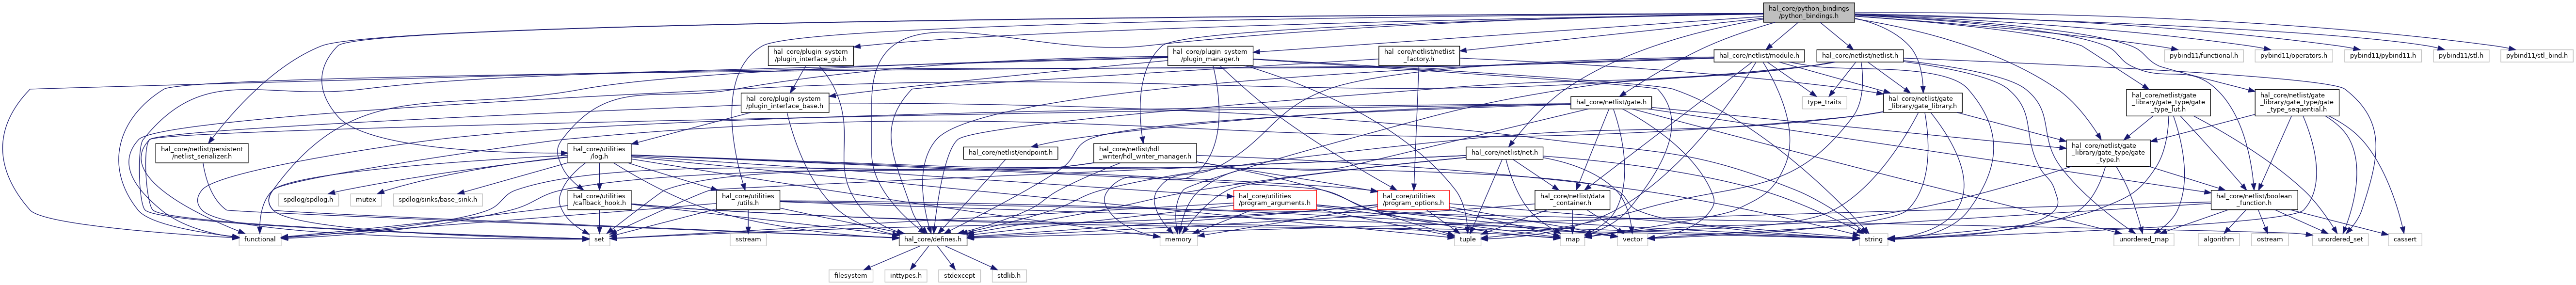 hal_core/python_bindings
/python_bindings.h
hal_core/plugin_system
/plugin_interface_gui.h
hal_core/plugin_system
/plugin_manager.h
hal_core/netlist/netlist
_factory.h
hal_core/netlist/module.h
hal_core/netlist/netlist.h
pybind11/functional.h
pybind11/operators.h
pybind11/pybind11.h
pybind11/stl.h
pybind11/stl_bind.h
hal_core/plugin_system
/plugin_interface_base.h
hal_core/netlist/gate.h
type_traits
hal_core/netlist/gate
_library/gate_library.h
hal_core/netlist/gate
_library/gate_type/gate
_type_lut.h
hal_core/netlist/gate
_library/gate_type/gate
_type_sequential.h
hal_core/netlist/persistent
/netlist_serializer.h
hal_core/utilities
/log.h
hal_core/netlist/endpoint.h
hal_core/netlist/hdl
_writer/hdl_writer_manager.h
hal_core/netlist/net.h
hal_core/netlist/gate
_library/gate_type/gate
_type.h
spdlog/spdlog.h
mutex
spdlog/sinks/base_sink.h
hal_core/utilities
/callback_hook.h
hal_core/utilities
/utils.h
hal_core/utilities
/program_arguments.h
hal_core/utilities
/program_options.h
hal_core/netlist/data
_container.h
hal_core/netlist/boolean
_function.h
functional
set
sstream
hal_core/defines.h
memory
tuple
map
vector
string
unordered_map
algorithm
ostream
unordered_set
cassert
filesystem
inttypes.h
stdexcept
stdlib.h